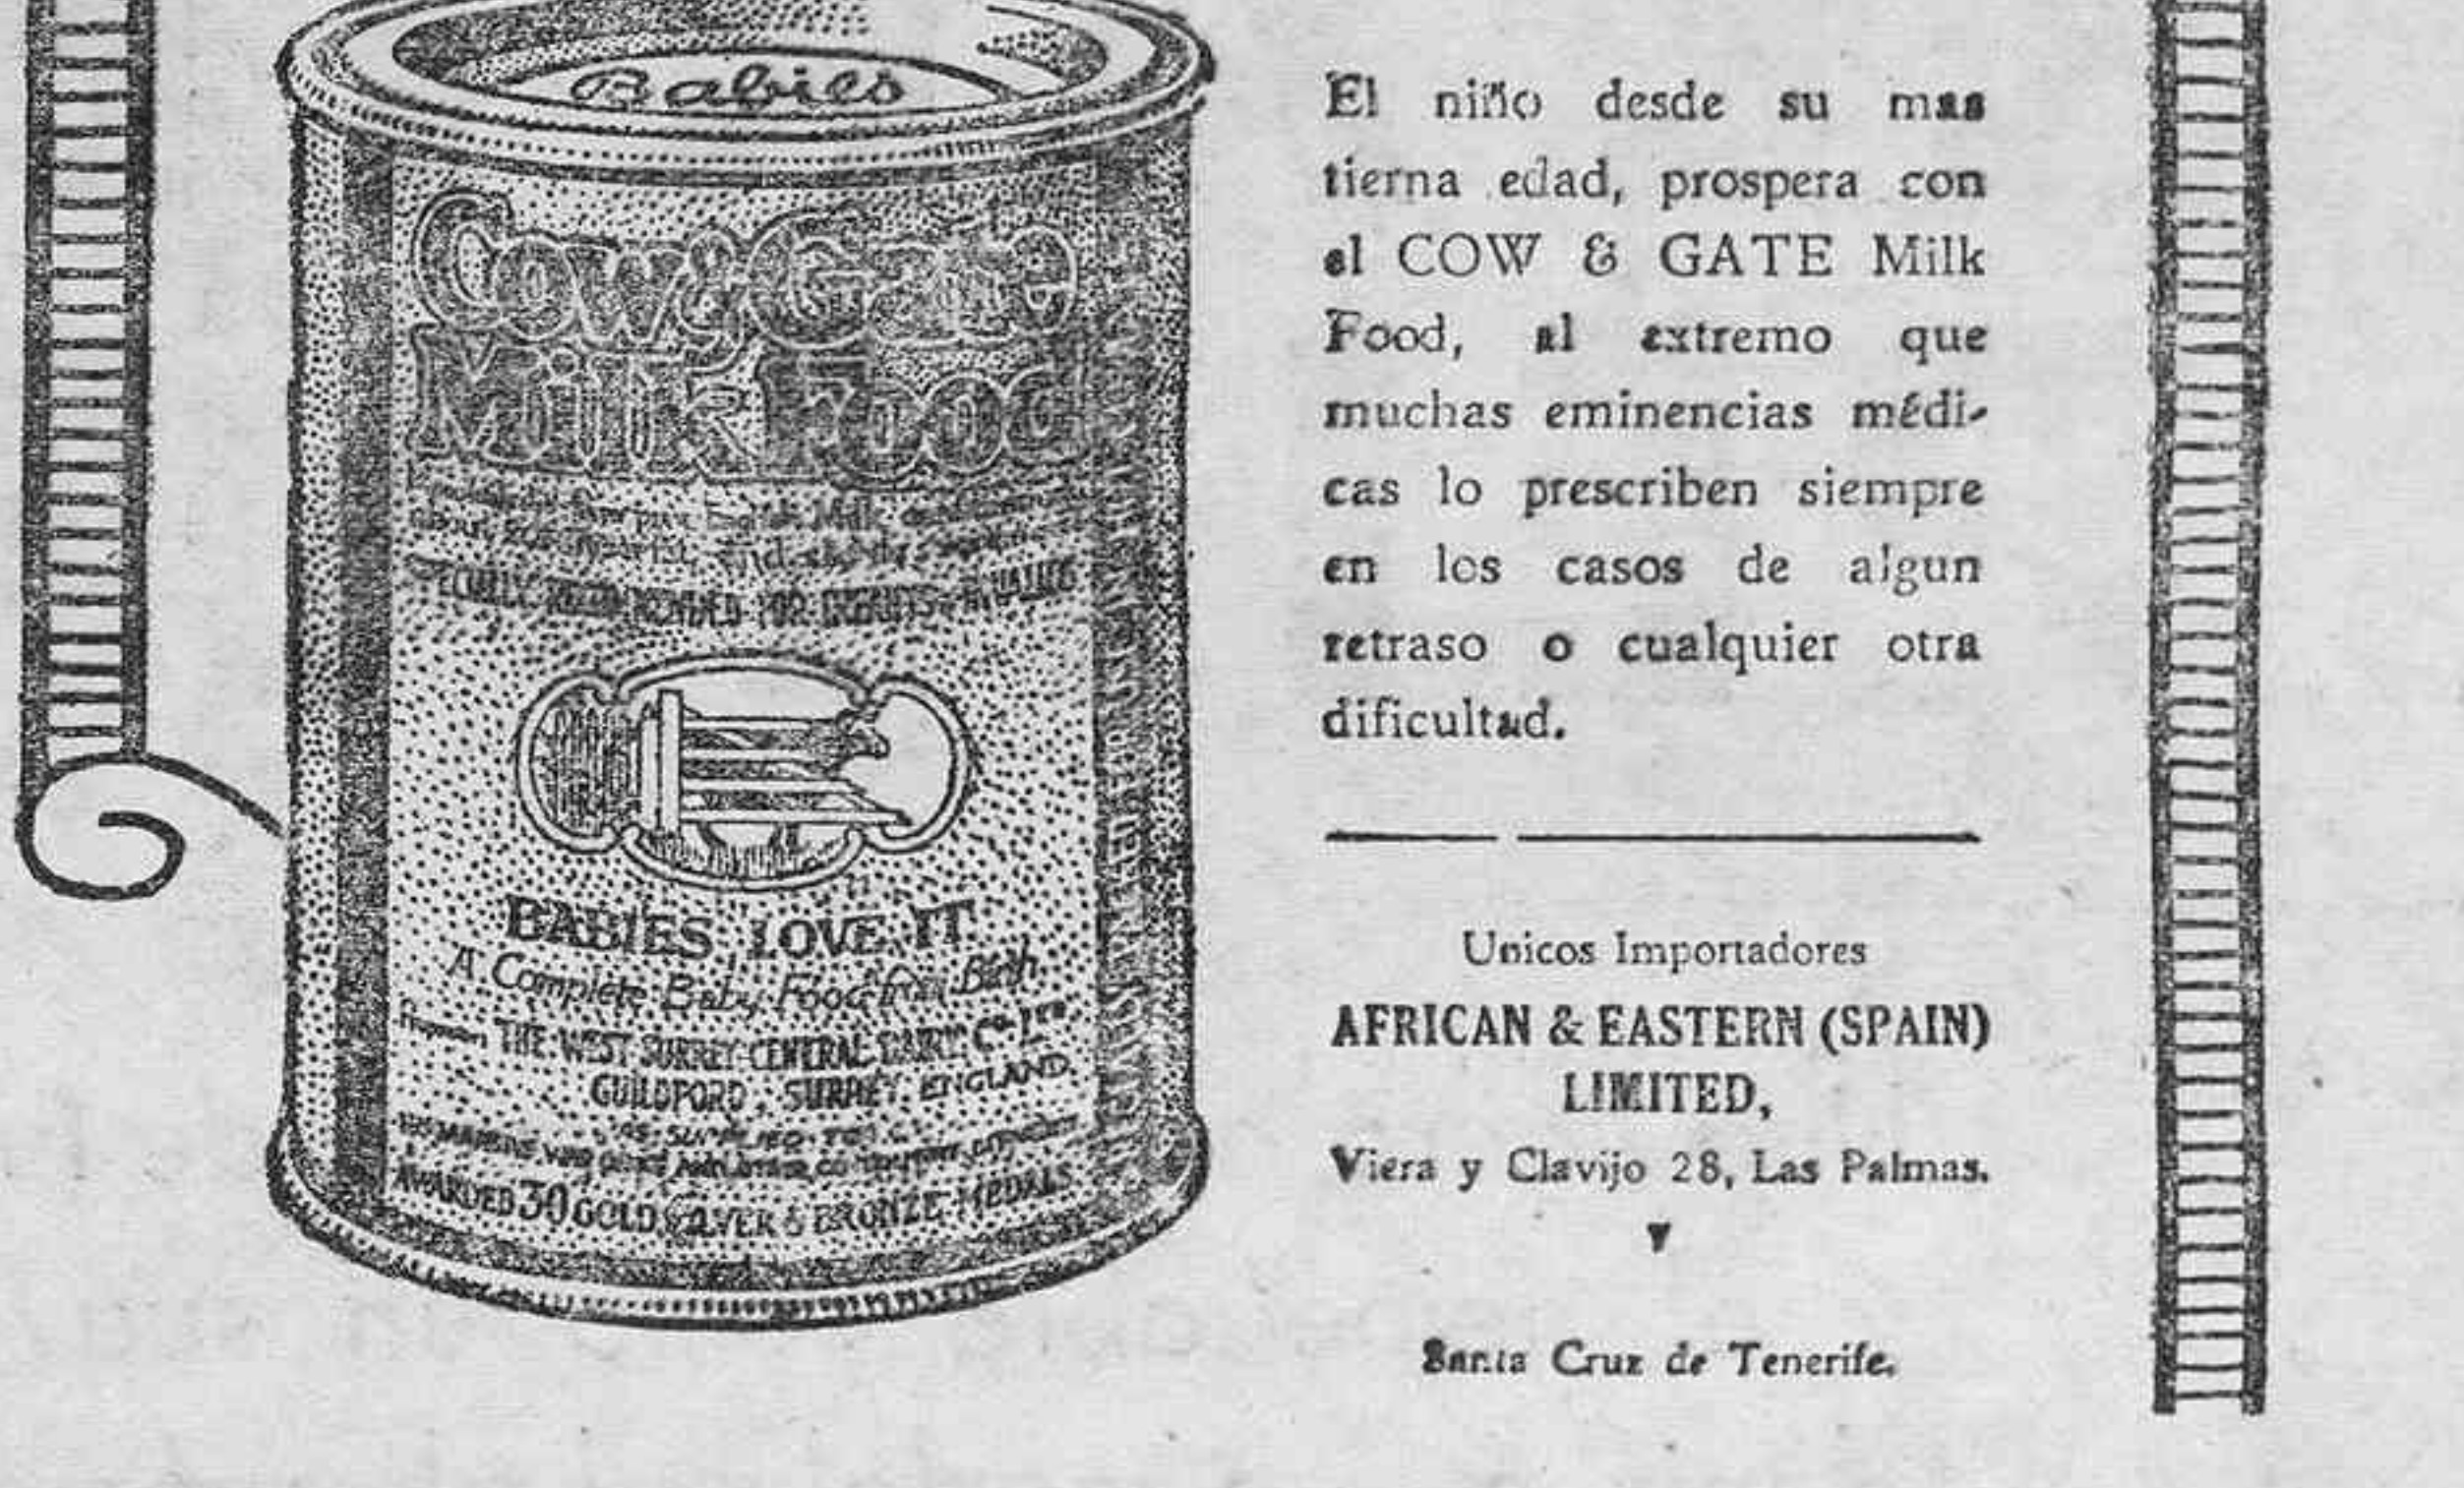 Babies
Cow & Gate
Milk Food
FOR
BABIES LOVE IT
A Complete Baby Food from Birth
THE WEST SURREY CENTRAL DAIRY Co. LTD
GUILDFORD, SURREY, ENGLAND
AS SUPPLIED TO
AWARDED 30 GOLD SILVER & BRONZE MEDALS
El niño desde su mas
tierna edad, prospera con
el COW & GATE Milk
Food, al extremo que
muchas eminencias médi-
cas lo prescriben siempre
en los casos de algun
retraso o cualquier otra
dificultad.
Unicos Importadores
AFRICAN & EASTERN (SPAIN)
LIMITED,
Viera y Clavijo 28, Las Palmas.
Y
Santa Cruz de Tenerife.